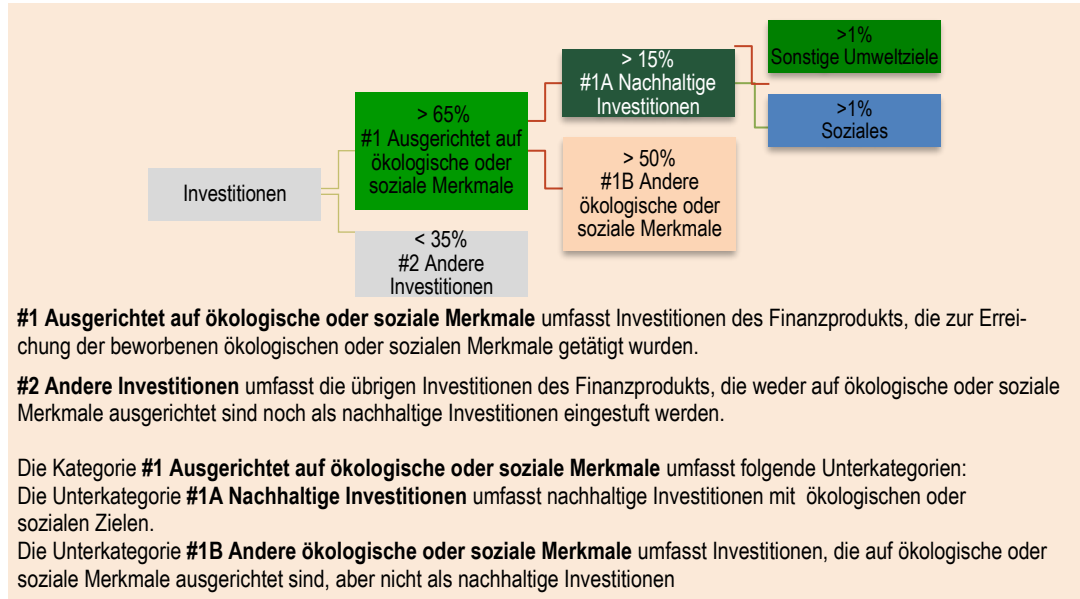 >1%
Sonstige Umweltziele
> 15%
#1A Nachhaltige
Investitionen
>1%
Soziales
> 65%
#1 Ausgerichtet auf
ökologische oder
soziale Merkmale
> 50%
#1B Andere
ökologische oder
soziale Merkmale
Investitionen
< 35%
#2 Andere
Investitionen
#1 Ausgerichtet auf ökologische oder soziale Merkmale umfasst Investitionen des Finanzprodukts, die zur Errei-
chung der beworbenen ökologischen oder sozialen Merkmale getätigt wurden.
#2 Andere Investitionen umfasst die übrigen Investitionen des Finanzprodukts, die weder auf ökologische oder soziale
Merkmale ausgerichtet sind noch als nachhaltige Investitionen eingestuft werden.
Die Kategorie #1 Ausgerichtet auf ökologische oder soziale Merkmale umfasst folgende Unterkategorien:
Die Unterkategorie #1A Nachhaltige Investitionen umfasst nachhaltige Investitionen mit ökologischen oder
sozialen Zielen.
Die Unterkategorie #1B Andere ökologische oder soziale Merkmale umfasst Investitionen, die auf ökologische oder
soziale Merkmale ausgerichtet sind, aber nicht als nachhaltige Investitionen